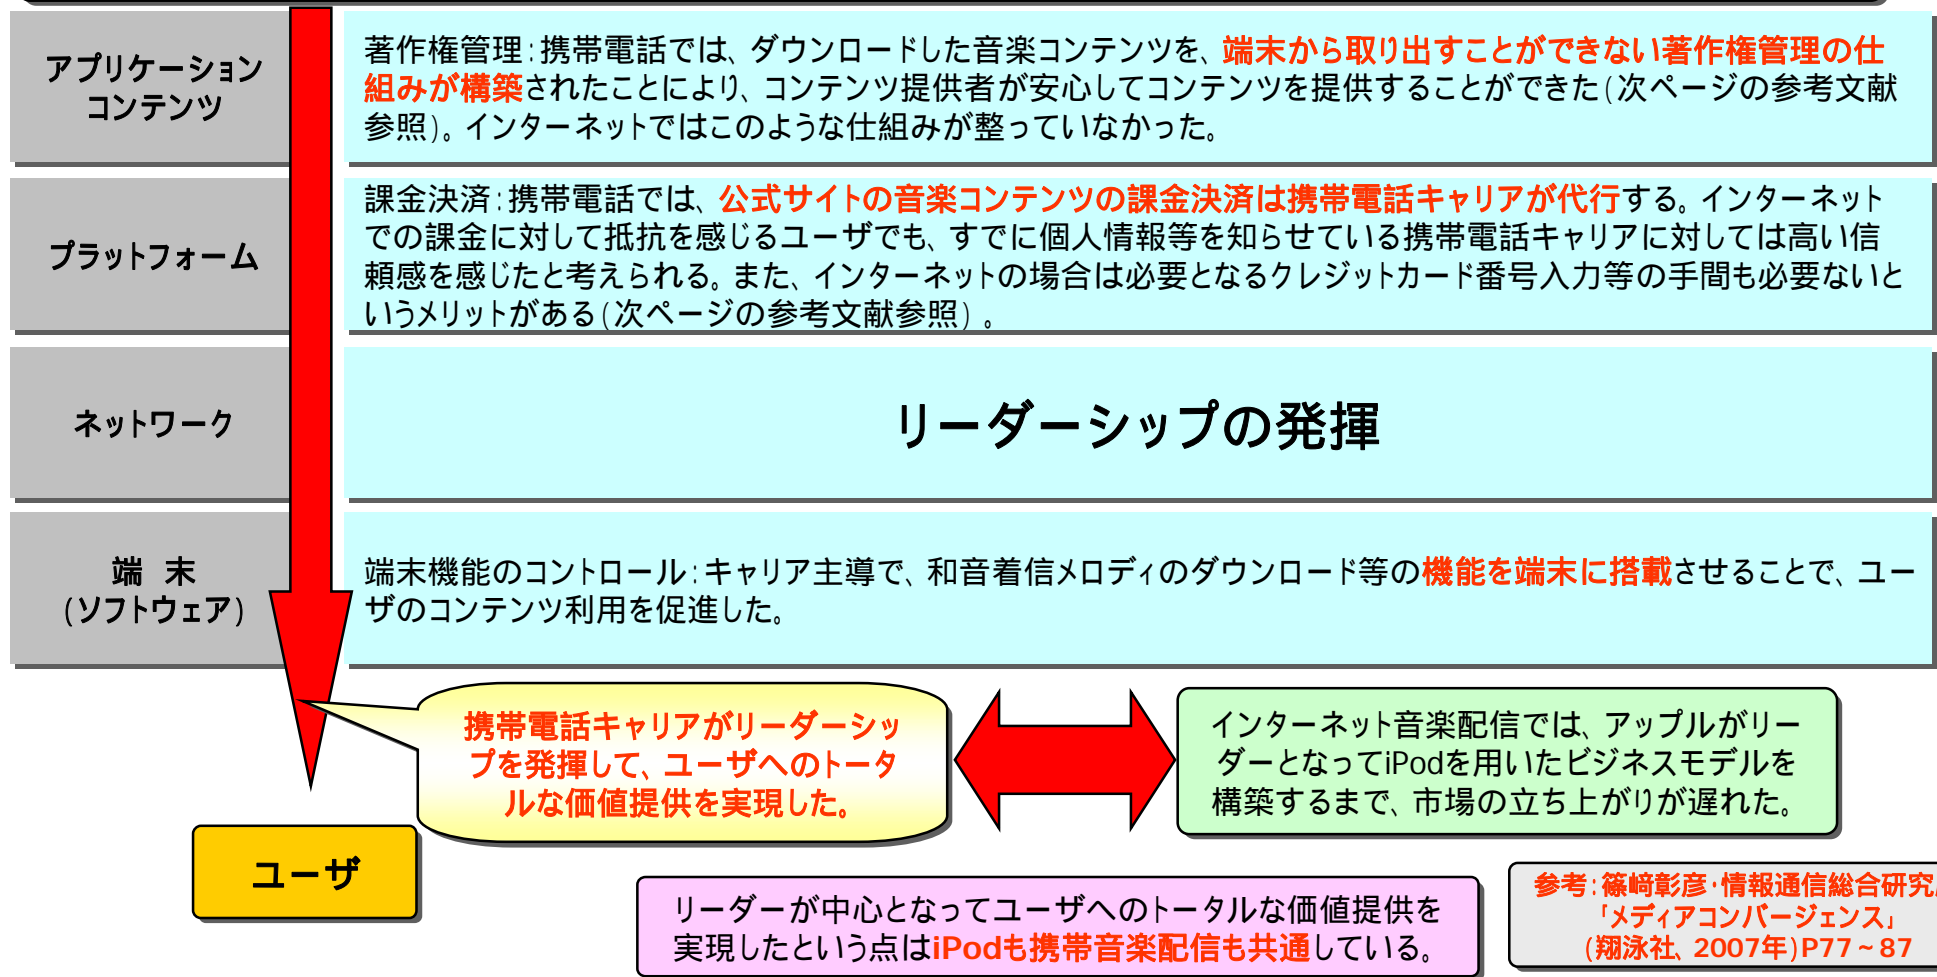 アプリケーション
コンテンツ
著作権管理:携帯電話では、ダウンロードした音楽コンテンツを、端末から取り出すことができない著作権管理の仕
組みが構築されたことにより、コンテンツ提供者が安心してコンテンツを提供することができた(次ページの参考文献
参照)。インターネットではこのような仕組みが整っていなかった。
プラットフォーム
課金決済:携帯電話では、公式サイトの音楽コンテンツの課金決済は携帯電話キャリアが代行する。インターネット
での課金に対して抵抗を感じるユーザでも、すでに個人情報等を知らせている携帯電話キャリアに対しては高い信
頼感を感じたと考えられる。また、インターネットの場合は必要となるクレジットカード番号入力等の手間も必要ないと
いうメリットがある(次ページの参考文献参照)。
ネットワーク
リーダーシップの発揮
端 末
(ソフトウェア)
端末機能のコントロール:キャリア主導で、和音着信メロディのダウンロード等の機能を端末に搭載させることで、ユー
ザのコンテンツ利用を促進した。
携帯電話キャリアがリーダーシッ
プを発揮して、ユーザへのトータ
ルな価値提供を実現した。
インターネット音楽配信では、アップルがリー
ダーとなってiPodを用いたビジネスモデルを
構築するまで、市場の立ち上がりが遅れた。
ユーザ
リーダーが中心となってユーザへのトータルな価値提供を
実現したという点はiPodも携帯音楽配信も共通している。
参考:篠﨑彰彦・情報通信総合研究
「メディアコンバージェンス」
(翔泳社、2007年)P77~87